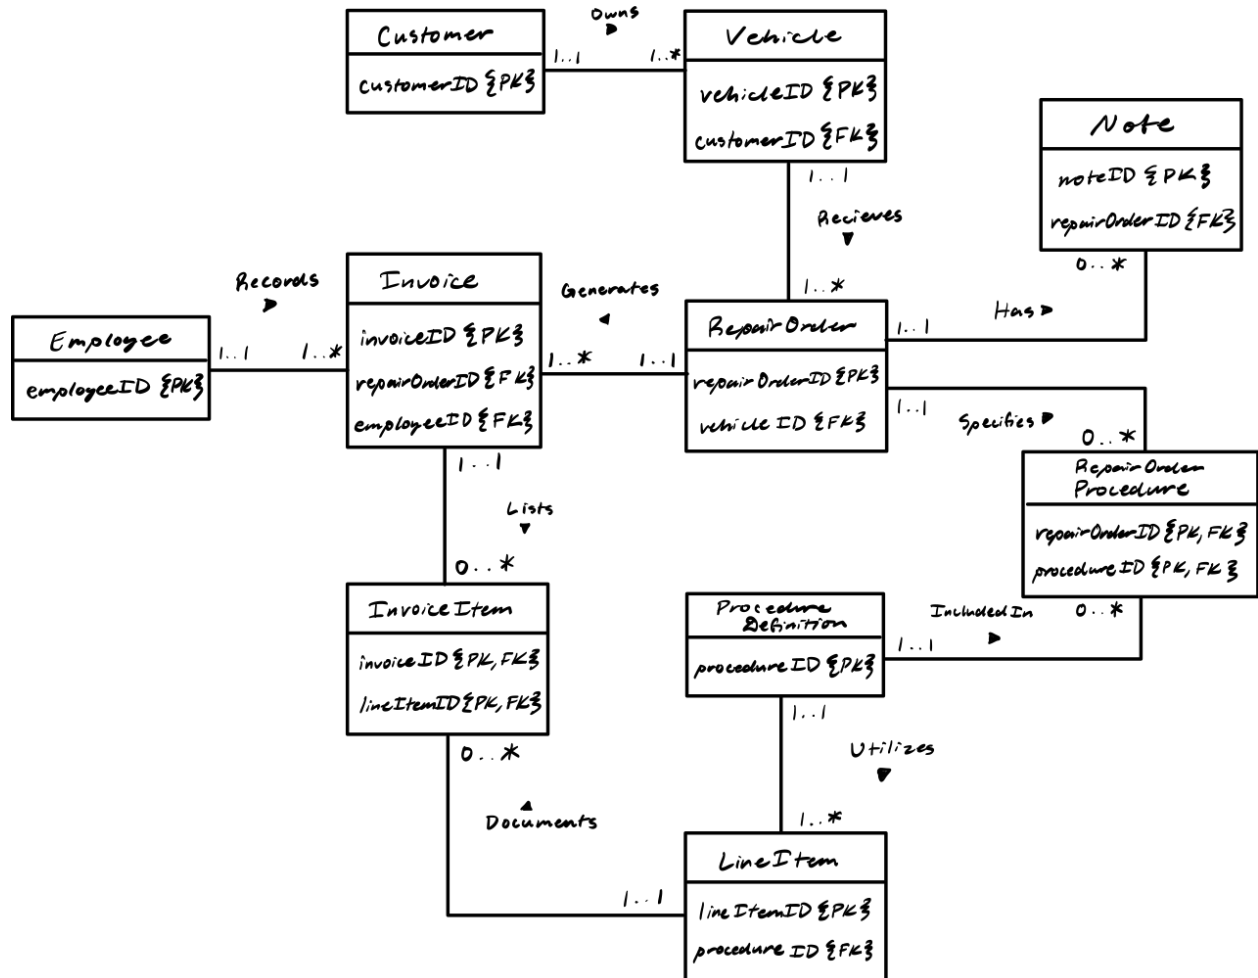 Customer
customerID {PK}
Owns
1..1
1..*
Vehicle
vehicleID {PK}
customerID {FK}
1..1
Recieves
1..*
Note
noteID {PK}
repairOrderID {FK}
0..*
Has
1..1
Employee
employeeID {PK}
Records
1..1
1..*
Invoice
invoiceID {PK}
repairOrderID {FK}
employeeID {FK}
Generates
1..*
1..1
RepairOrder
repairOrderID {PK}
vehicleID {FK}
1..1
Specifies
0..*
RepairOrder
Procedure
repairOrderID {PK, FK}
procedureID {PK, FK}
0..*
1..1
Lists
0..*
InvoiceItem
invoiceID {PK, FK}
lineItemID {PK, FK}
0..*
Procedure
Definition
procedureID {PK}
IncludedIn
1..1
1..1
Utilizes
1..*
Documents
1..1
LineItem
lineItemID {PK}
procedureID {FK}